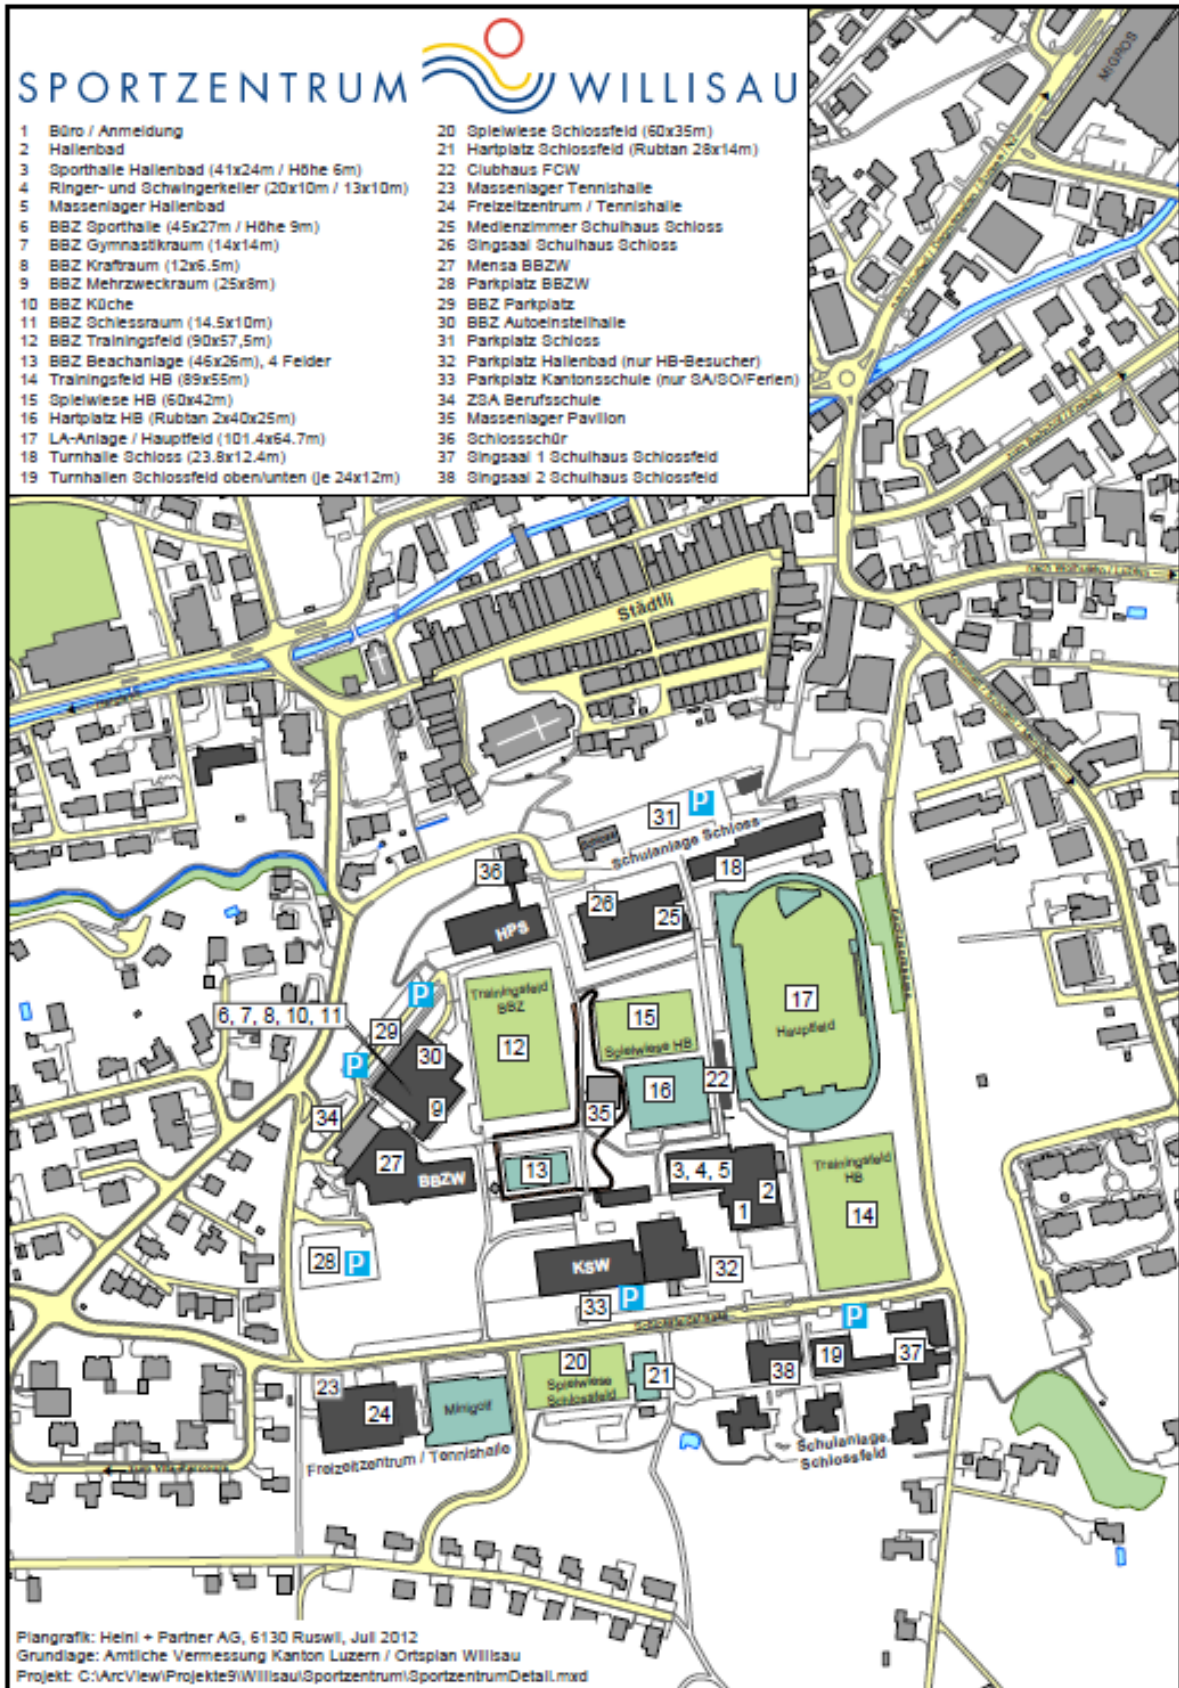 SPORTZENTRUM WILLISAU
1 Büro / Anmeldung
2 Hallenbad
3 Sporthalle Hallenbad (41x24m / Höhe 6m)
4 Ringer- und Schwingerkeller (20x10m / 13x10m)
5 Massenlager Hallenbad
6 BBZ Sporthalle (45x27m / Höhe 9m)
7 BBZ Gymnastikraum (14x14m)
8 BBZ Kraftraum (12x6.5m)
9 BBZ Mehrzweckraum (25x8m)
10 BBZ Küche
11 BBZ Schiessraum (14.5x10m)
12 BBZ Trainingsfeld (90x57,5m)
13 BBZ Beachanlage (46x26m), 4 Felder
14 Trainingsfeld HB (89x55m)
15 Spielwiese HB (60x42m)
16 Hartplatz HB (Rubtan 2x40x25m)
17 LA-Anlage / Hauptfeld (101.4x64.7m)
18 Turnhalle Schloss (23.8x12.4m)
19 Turnhallen Schlossfeld oben/unten (je 24x12m)
20 Spielwiese Schlossfeld (60x35m)
21 Hartplatz Schlossfeld (Rubtan 28x14m)
22 Clubhaus FCW
23 Massenlager Tennishalle
24 Freizeitzentrum / Tennishalle
25 Medienzimmer Schulhaus Schloss
26 Singsaal Schulhaus Schloss
27 Mensa BBZW
28 Parkplatz BBZW
29 BBZ Parkplatz
30 BBZ Autoeinstellhalle
31 Parkplatz Schloss
32 Parkplatz Hallenbad (nur HB-Besucher)
33 Parkplatz Kantonsschule (nur SA/SO/Ferien)
34 ZSA Berufsschule
35 Massenlager Pavillon
36 Schlossschür
37 Singsaal 1 Schulhaus Schlossfeld
38 Singsaal 2 Schulhaus Schlossfeld
MIGROS
Städtli
P
31
Schulanlage Schloss
18
36
26
25
HPS
Trainingsfeld
BBZ
12
P
6, 7, 8, 10, 11
29
30
P
9
34
27
BBZW
15
Spielwiese HB
16
22
35
17
Hauptfeld
13
3, 4, 5
2
1
Trainingsfeld
HB
14
28 P
KSW
32
33 P
P
20
Spielwiese
Schlossfeld
21
38
19
37
23
24
Minigolf
Freizeitzentrum / Tennishalle
Schulanlage
Schlossfeld
Plangrafik: Heini + Partner AG, 6130 Ruswil, Juli 2012
Grundlage: Amtliche Vermessung Kanton Luzern / Ortsplan Willisau
Projekt: C:\ArcView\Projekte9\Willisau\Sportzentrum\SportzentrumDetail.mxd